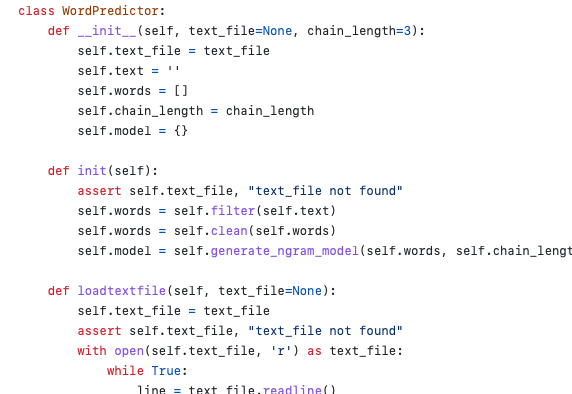 class WordPredictor:
    def __init__(self, text_file=None, chain_length=3):
        self.text_file = text_file
        self.text = ''
        self.words = []
        self.chain_length = chain_length
        self.model = {}
    def init(self):
        assert self.text_file, "text_file not found"
        self.words = self.filter(self.text)
        self.words = self.clean(self.words)
        self.model = self.generate_ngram_model(self.words, self.chain_lengt
    def loadtextfile(self, text_file=None):
        self.text_file = text_file
        assert self.text_file, "text_file not found"
        with open(self.text_file, 'r') as text_file:
            while True:
                line = text_file.readline()